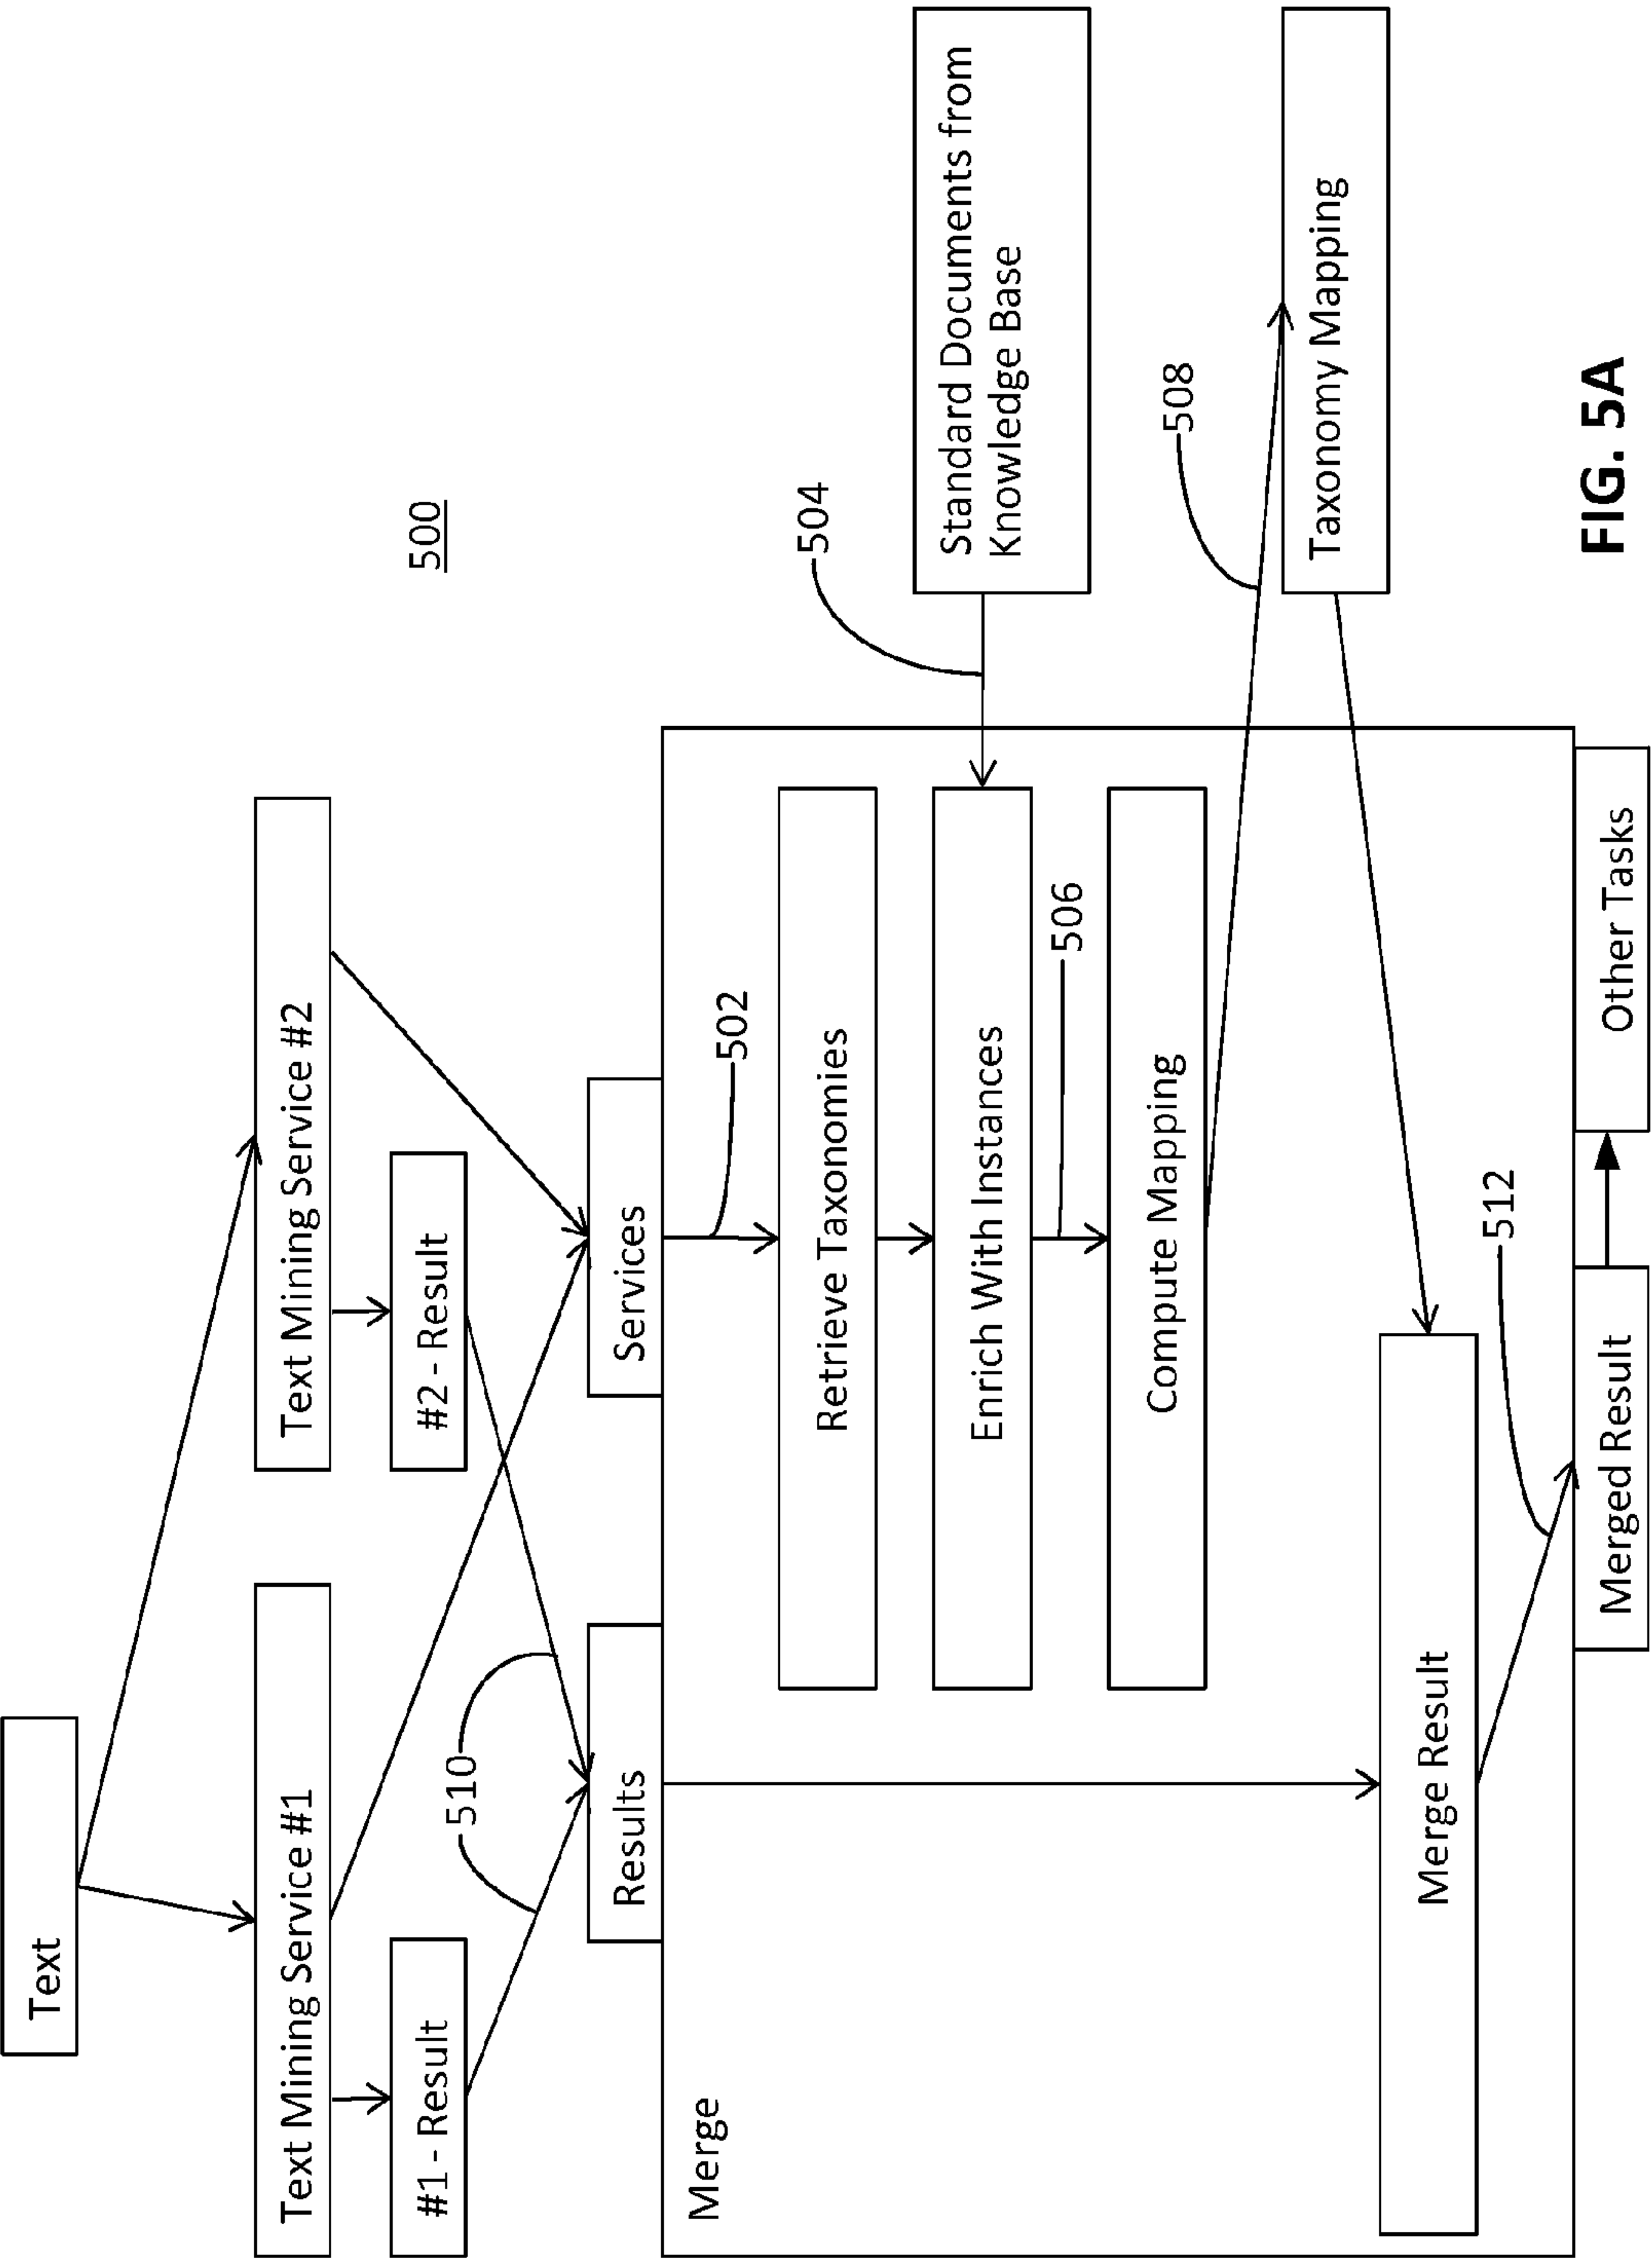 Text
500
Text Mining Service #1
Text Mining Service #2
#1 - Result
#2 - Result
510
Results
Services
Merge
502
504
Retrieve Taxonomies
Standard Documents from
Knowledge Base
Enrich With Instances
506
508
Compute Mapping
Taxonomy Mapping
Merge Result
512
Merged Result
Other Tasks
FIG. 5A